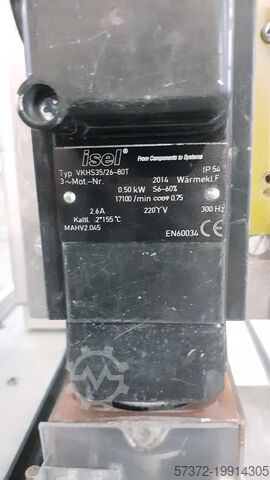 isel From Components to Systems
Typ VKHS35/26-80T IP 54
3~Mot.-Nr. 2014 Wärmekl.F
0.50 kW S6-60%
17100 /min cosφ 0.75
2.6A 220YV 300 Hz
Kaltl. 2*155°C
MAHV2.045 EN60034 CE
57372-19914305